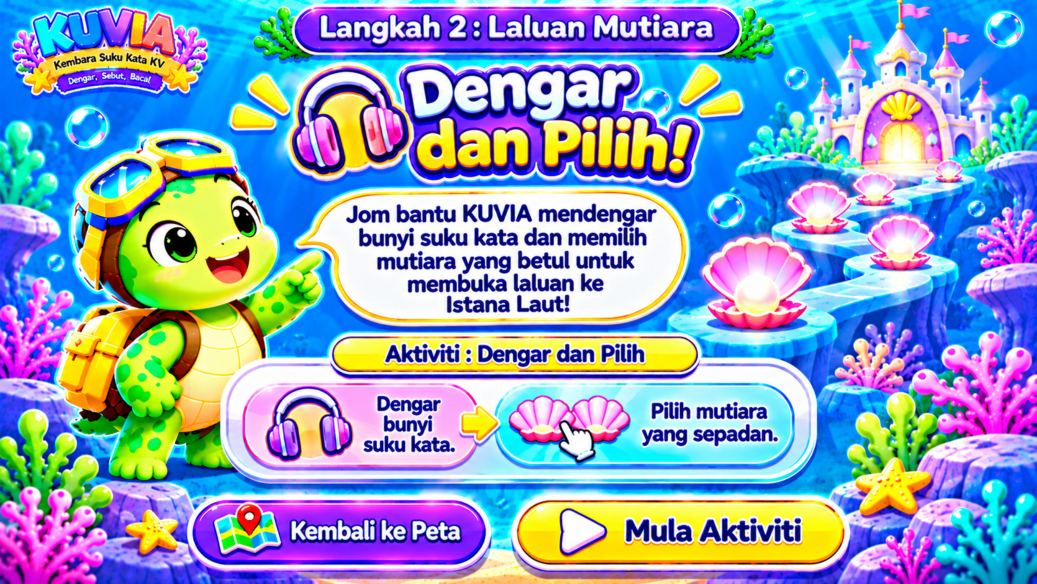 KUVIA
Kembara Suku Kata KV
Dengar, Sebut, Baca!
Langkah 2 : Laluan Mutiara
Dengar
dan Pilih!
Jom bantu KUVIA mendengar
bunyi suku kata dan memilih
mutiara yang betul untuk
membuka laluan ke
Istana Laut!
Aktiviti : Dengar dan Pilih
Dengar
bunyi
suku kata.
Pilih mutiara
yang sepadan.
Kembali ke Peta
Mula Aktiviti